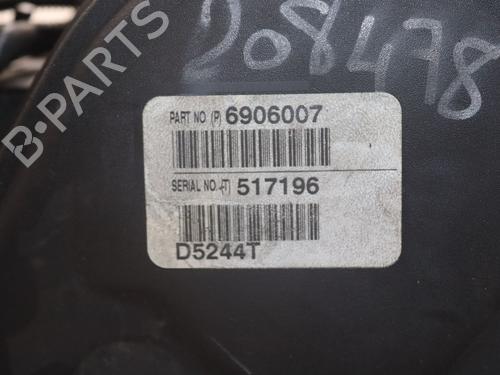 208478
PART NO (P) 6906007
SERIAL NO.(T) 517196
D5244T
B-PARTS